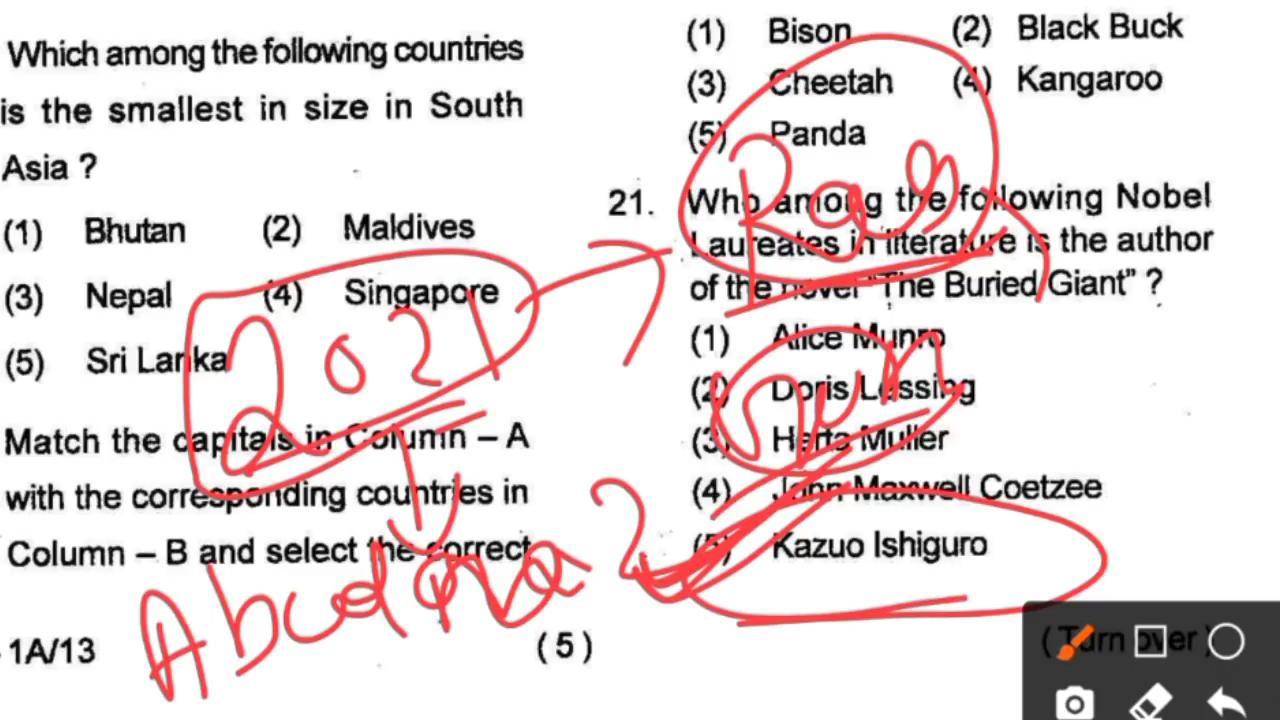 Which among the following countries
is the smallest in size in South
Asia ?
(1) Bhutan (2) Maldives
(3) Nepal (4) Singapore
(5) Sri Lanka
Match the capitals in Column – A
with the corresponding countries in
Column – B and select the correct
1A/13
(5)
(1) Bison (2) Black Buck
(3) Cheetah (4) Kangaroo
(5) Panda
21. Who among the following Nobel
Laureates in literature is the author
of the novel "The Buried Giant" ?
(1) Alice Munro
(2) Doris Lessing
(3) Herta Muller
(4) John Maxwell Coetzee
(5) Kazuo Ishiguro
(Turn over)
2021